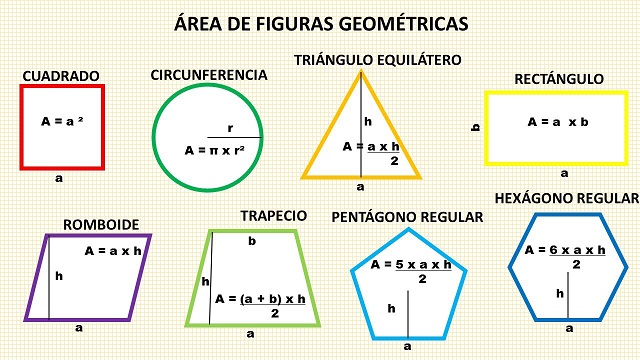 ÁREA DE FIGURAS GEOMÉTRICAS
CUADRADO
A = a ²
a
CIRCUNFERENCIA
r
A = π x r²
TRIÁNGULO EQUILÁTERO
h
A = a x h
2
a
RECTÁNGULO
b
A = a x b
a
ROMBOIDE
A = a x h
h
a
TRAPECIO
b
h
A = (a + b) x h
2
a
PENTÁGONO REGULAR
A = 5 x a x h
2
h
a
HEXÁGONO REGULAR
A = 6 x a x h
2
h
a